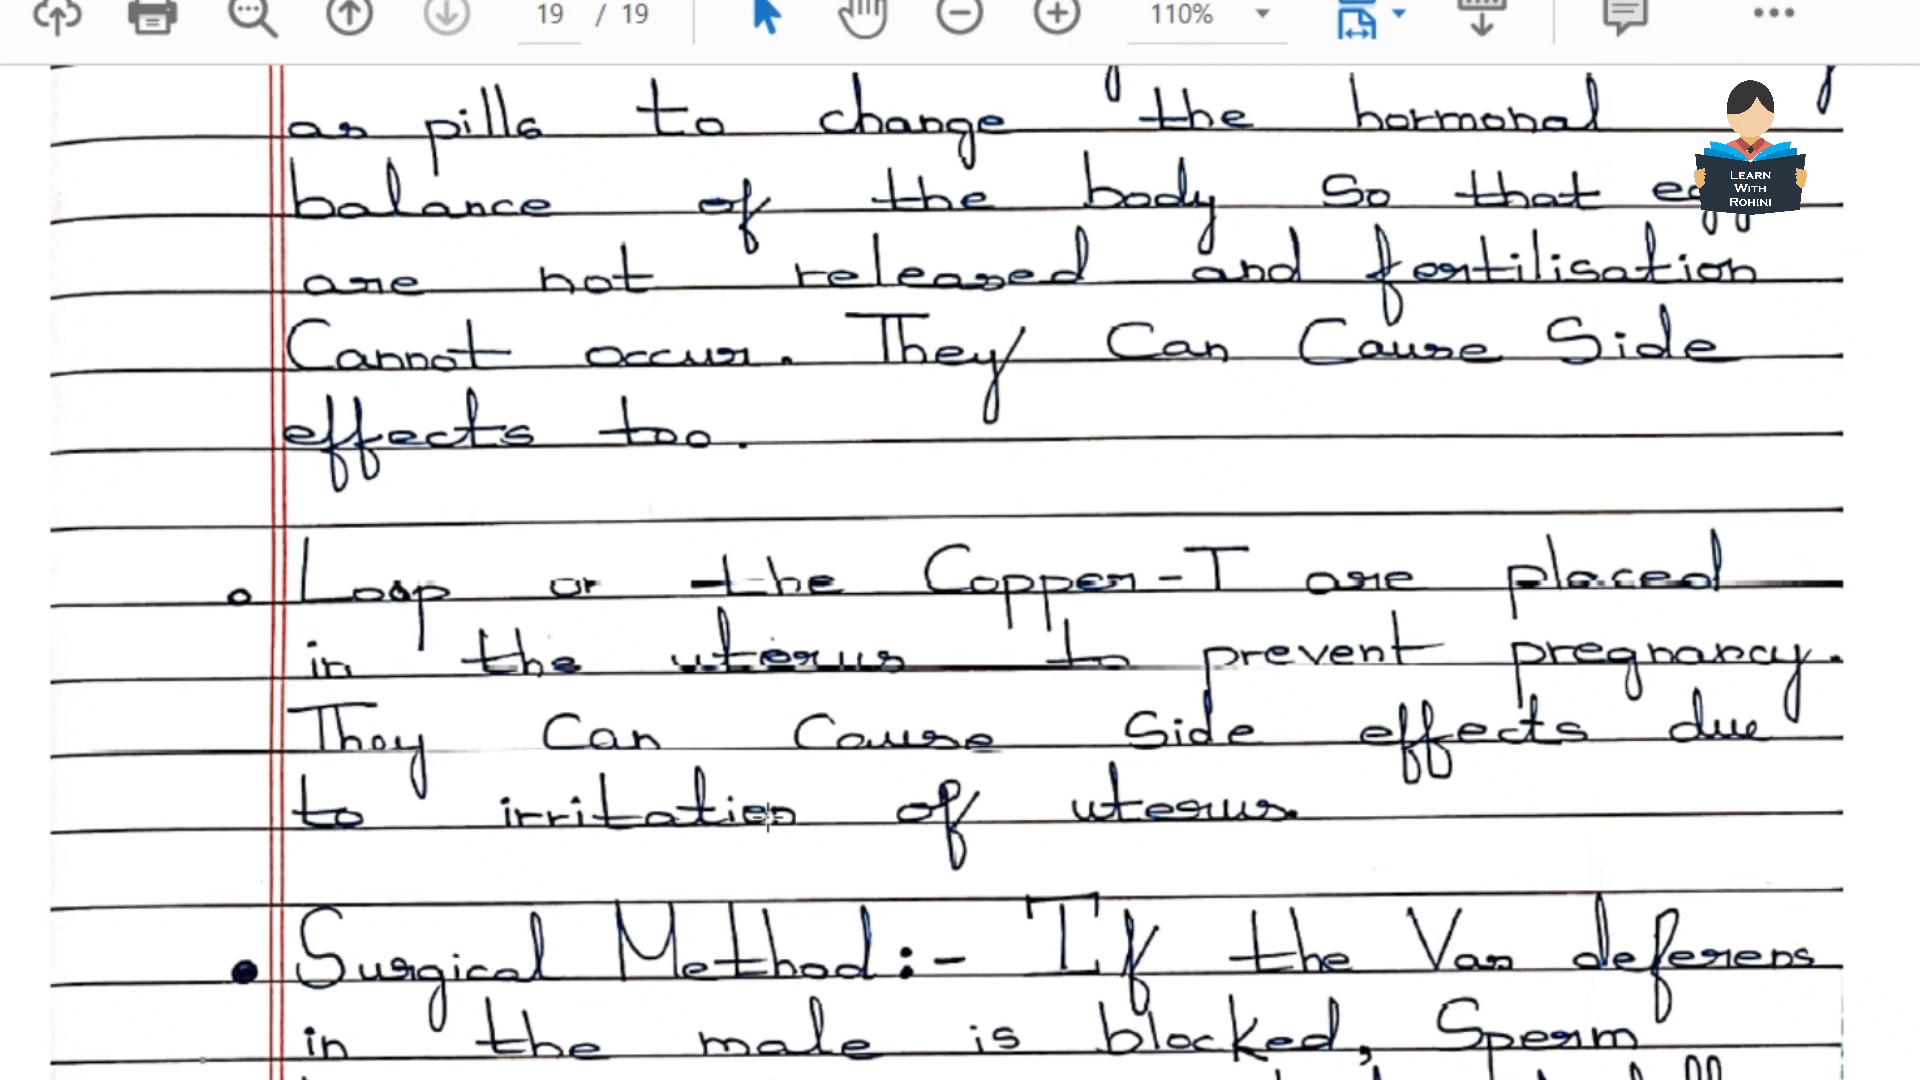 19 / 19 110%
as pills to change the hormonal
balance of the body so that
are not released and fertilisation
Cannot occur. They Can Cause Side
effects too.
Loop or the Copper-T are placed
in the uterus to prevent pregnancy.
They Can Cause Side effects due
to irritation of uterus.
Surgical Method:- If the Vas deferens
in the male is blocked, Sperm
LEARN
With
ROHINI